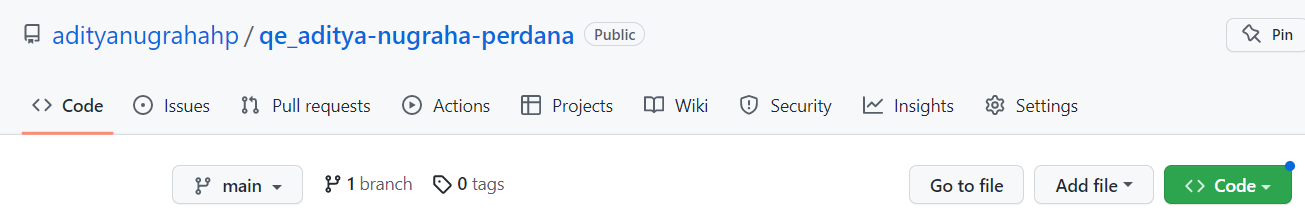 adityanugrahahp / qe_aditya-nugraha-perdana Public Pin
Code Issues Pull requests Actions Projects Wiki Security Insights Settings
main 1 branch 0 tags Go to file Add file Code